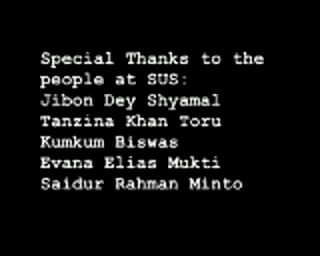 Special Thanks to the
people at SUS:
Jibon Dey Shyamal
Tanzina Khan Toru
Kumkum Biswas
Evana Elias Mukti
Saidur Rahman Minto